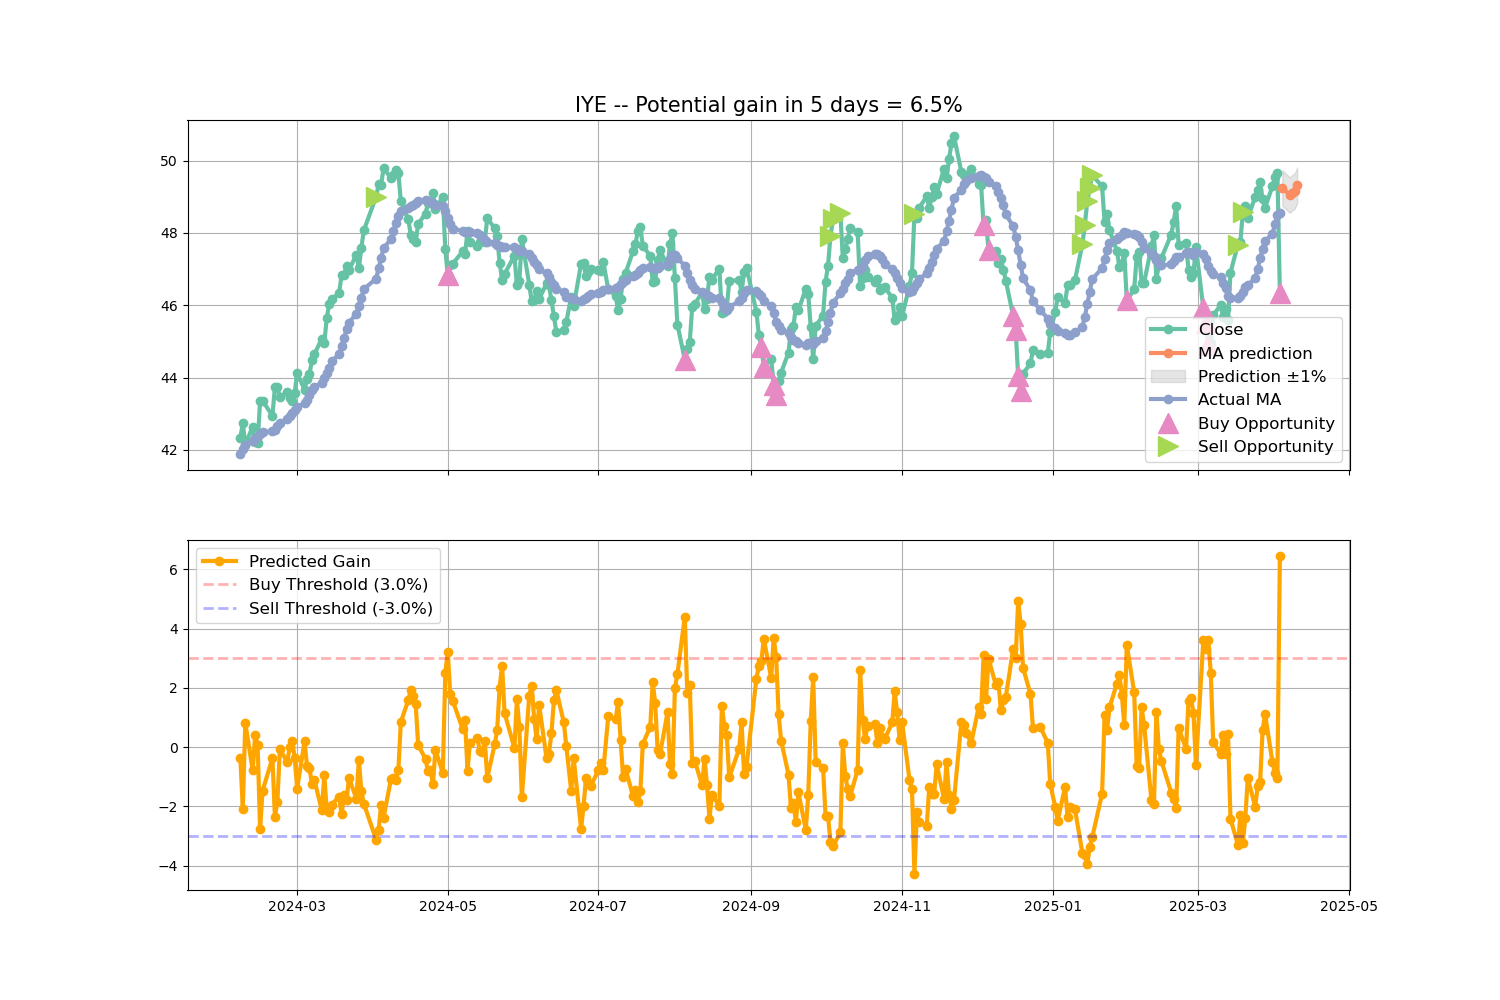 IYE -- Potential gain in 5 days = 6.5%
50
48
46
44
42
Close
MA prediction
Prediction ±1%
Actual MA
Buy Opportunity
Sell Opportunity
Predicted Gain
Buy Threshold (3.0%)
Sell Threshold (-3.0%)
6
4
2
0
−2
−4
2024-03
2024-05
2024-07
2024-09
2024-11
2025-01
2025-03
2025-05